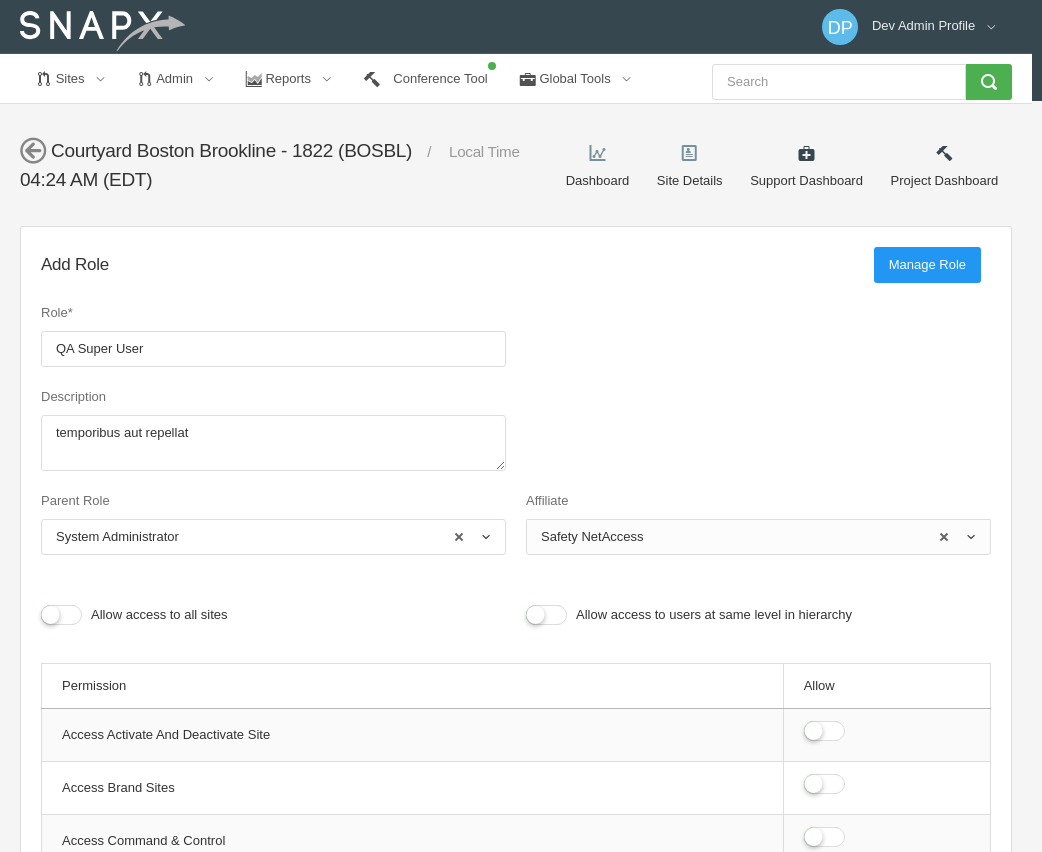 SNAPX
DP Dev Admin Profile
Sites Admin Reports Conference Tool Global Tools Search
Courtyard Boston Brookline - 1822 (BOSBL) / Local Time
04:24 AM (EDT)
Dashboard Site Details Support Dashboard Project Dashboard
Add Role Manage Role
Role*
QA Super User
Description
temporibus aut repellat
Parent Role Affiliate
System Administrator Safety NetAccess
Allow access to all sites Allow access to users at same level in hierarchy
Permission Allow
Access Activate And Deactivate Site
Access Brand Sites
Access Command & Control